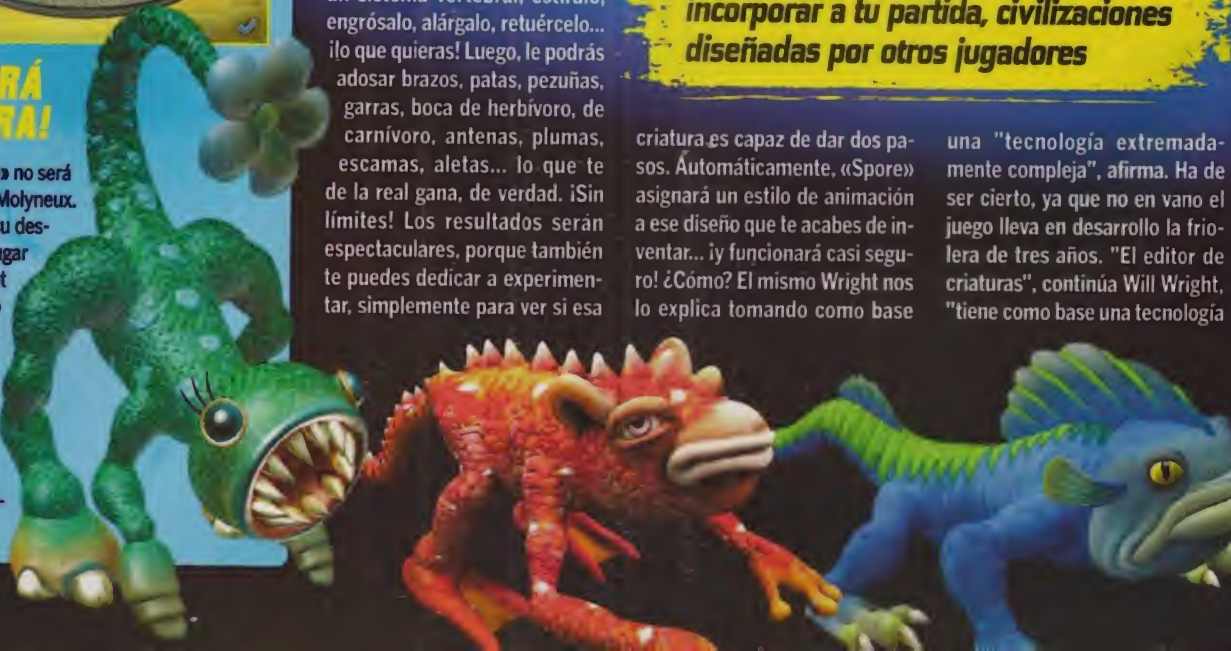 RÁ
RA!
» no será
Molyneux.
u des-
gar
t
engrósalo, alárgalo, retuércelo...
¡lo que quieras! Luego, le podrás
adosar brazos, patas, pezuñas,
garras, boca de herbívoro, de
carnívoro, antenas, plumas,
escamas, aletas... lo que te
de la real gana, de verdad. ¡Sin
límites! Los resultados serán
espectaculares, porque también
te puedes dedicar a experimen-
tar, simplemente para ver si esa
incorporar a tu partida, civilizaciones
diseñadas por otros jugadores
criatura es capaz de dar dos pa-
sos. Automáticamente, «Spore»
asignará un estilo de animación
a ese diseño que te acabes de in-
ventar... ¡y funcionará casi segu-
ro! ¿Cómo? El mismo Wright nos
lo explica tomando como base
una "tecnología extremada-
mente compleja", afirma. Ha de
ser cierto, ya que no en vano el
juego lleva en desarrollo la frio-
lera de tres años. "El editor de
criaturas", continúa Will Wright,
"tiene como base una tecnología